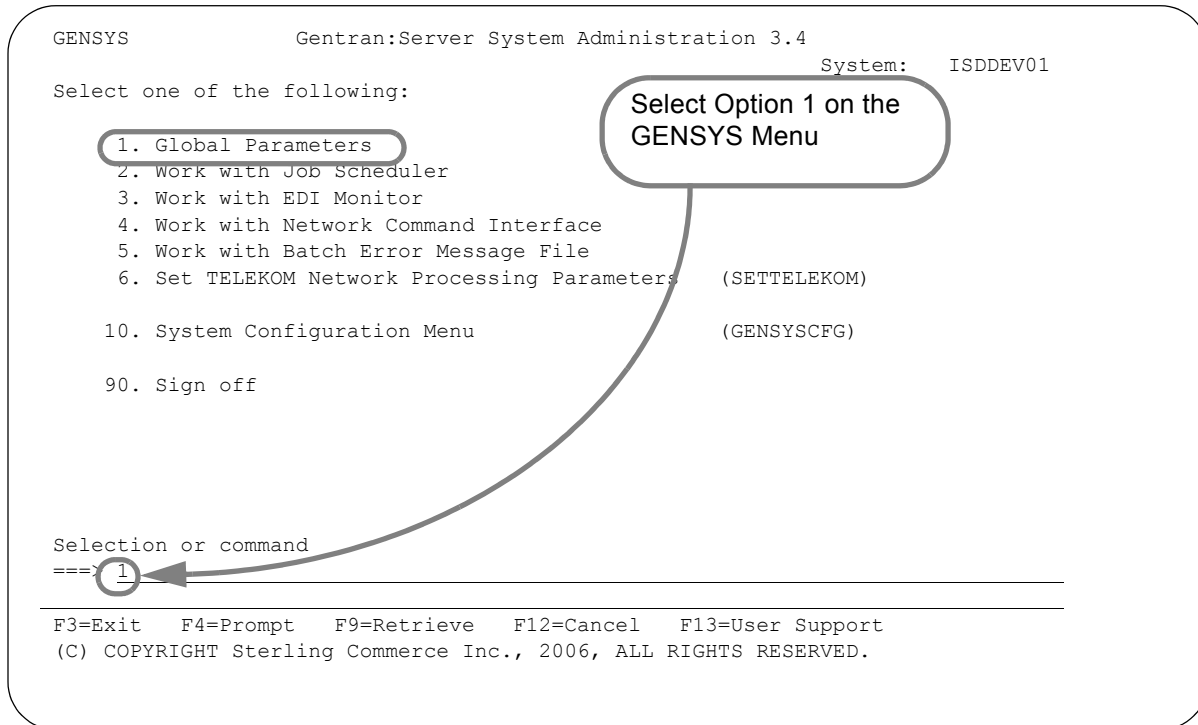 GENSYS Gentran:Server System Administration 3.4
System: ISDDEV01
Select one of the following:
Select Option 1 on the
GENSYS Menu
1. Global Parameters
2. Work with Job Scheduler
3. Work with EDI Monitor
4. Work with Network Command Interface
5. Work with Batch Error Message File
6. Set TELEKOM Network Processing Parameters (SETTELEKOM)
10. System Configuration Menu (GENSYSCFG)
90. Sign off
Selection or command
===> 1
F3=Exit F4=Prompt F9=Retrieve F12=Cancel F13=User Support
(C) COPYRIGHT Sterling Commerce Inc., 2006, ALL RIGHTS RESERVED.